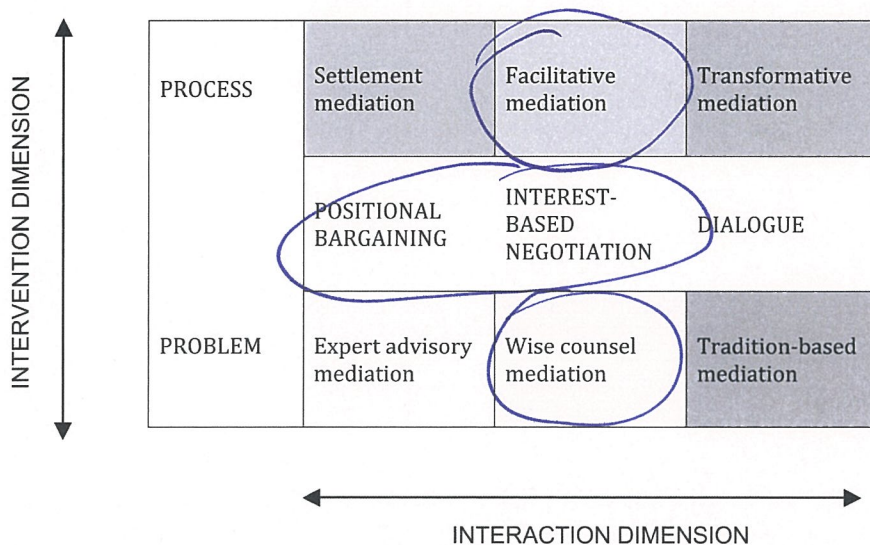 INTERVENTION DIMENSION
PROCESS
Settlement
mediation
Facilitative
mediation
Transformative
mediation
POSITIONAL
BARGAINING
INTEREST-
BASED
NEGOTIATION
DIALOGUE
PROBLEM
Expert advisory
mediation
Wise counsel
mediation
Tradition-based
mediation
INTERACTION DIMENSION